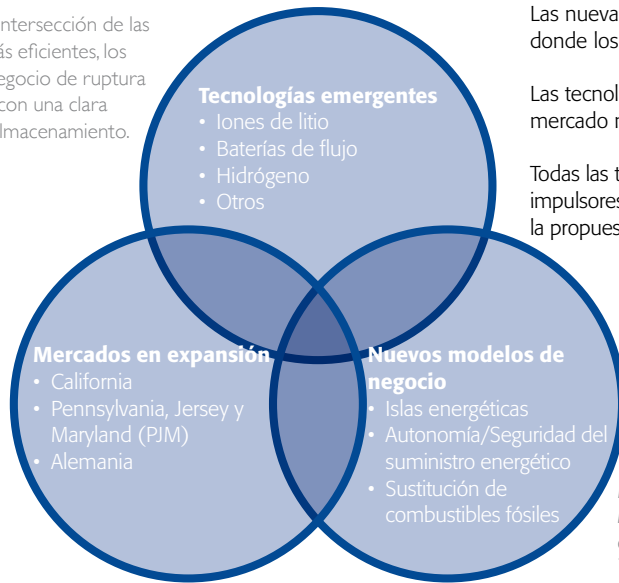 ntersección de las
ás eficientes, los
egocio de ruptura
con una clara
lmacenamiento.
Las nueva
donde los
Las tecnol
mercado r
Todas las t
impulsores
la propues
Tecnologías emergentes
• Iones de litio
• Baterías de flujo
• Hidrógeno
• Otros
Mercados en expansión
• California
• Pennsylvania, Jersey y
Maryland (PJM)
• Alemania
Nuevos modelos de
negocio
• Islas energéticas
• Autonomía/Seguridad del
suministro energético
• Sustitución de
combustibles fósiles